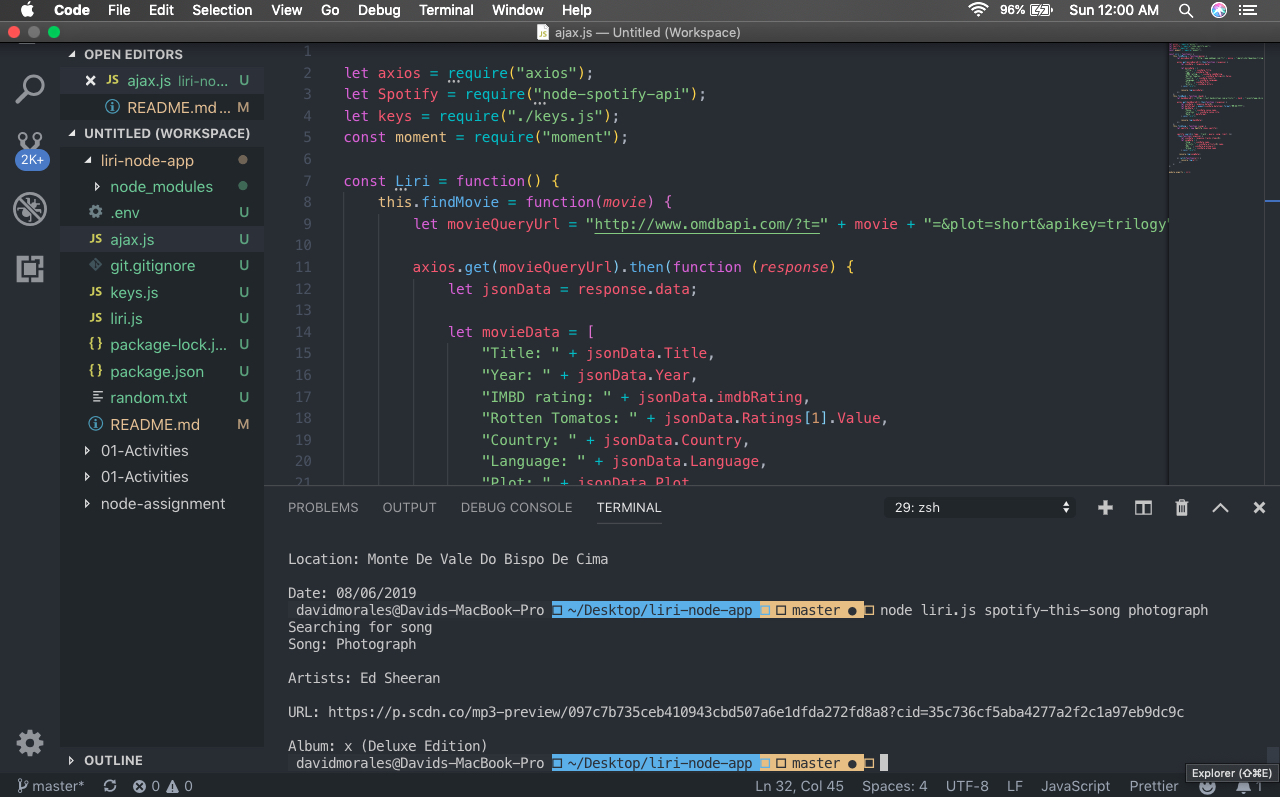 Code File Edit Selection View Go Debug Terminal Window Help 96% Sun 12:00 AM
JS ajax.js — Untitled (Workspace)
OPEN EDITORS
JS ajax.js liri-no... U
README.md ... M
UNTITLED (WORKSPACE)
2K+
liri-node-app
node_modules
.env U
JS ajax.js U
git.gitignore U
JS keys.js U
JS liri.js U
{} package-lock.j... U
{} package.json U
random.txt U
README.md M
01-Activities
01-Activities
node-assignment
OUTLINE
1
2 let axios = require("axios");
3 let Spotify = require("node-spotify-api");
4 let keys = require("./keys.js");
5 const moment = require("moment");
6
7 const Liri = function() {
8 this.findMovie = function(movie) {
9 let movieQueryUrl = "http://www.omdbapi.com/?t=" + movie + "=&plot=short&apikey=trilogy"
10
11 axios.get(movieQueryUrl).then(function (response) {
12 let jsonData = response.data;
13
14 let movieData = [
15 "Title: " + jsonData.Title,
16 "Year: " + jsonData.Year,
17 "IMBD rating: " + jsonData.imdbRating,
18 "Rotten Tomatos: " + jsonData.Ratings[1].Value,
19 "Country: " + jsonData.Country,
20 "Language: " + jsonData.Language,
21 "Plot: " + jsonData.Plot
PROBLEMS OUTPUT DEBUG CONSOLE TERMINAL 29: zsh
Location: Monte De Vale Do Bispo De Cima
Date: 08/06/2019
davidmorales@Davids-MacBook-Pro ~/Desktop/liri-node-app master ● node liri.js spotify-this-song photograph
Searching for song
Song: Photograph
Artists: Ed Sheeran
URL: https://p.scdn.co/mp3-preview/097c7b735ceb410943cbd507a6e1dfda272fd8a8?cid=35c736cf5aba4277a2f2c1a97eb9dc9c
Album: x (Deluxe Edition)
davidmorales@Davids-MacBook-Pro ~/Desktop/liri-node-app master ●
Explorer (⇧⌘E)
master* 0 0 Ln 32, Col 45 Spaces: 4 UTF-8 LF JavaScript Prettier 1